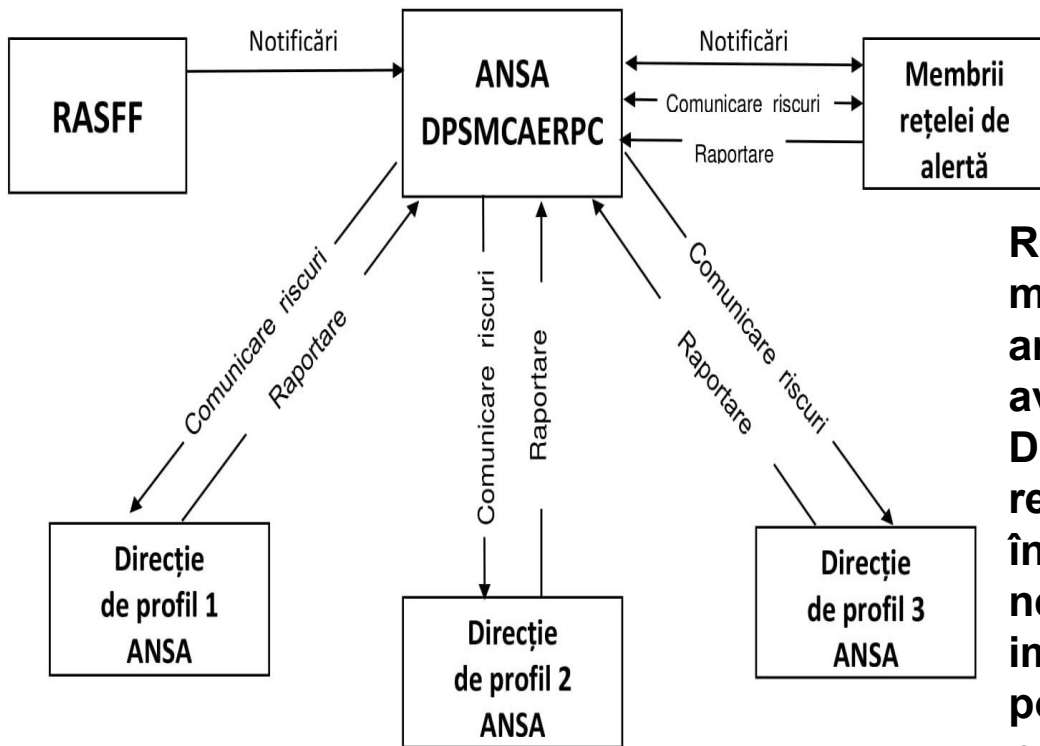 Notificări
RASFF
ANSA
DPSMCAERPC
Notificări
Comunicare riscuri
Raportare
Membrii
rețelei de
alertă
Comunicare riscuri
Raportare
Comunicare riscuri
Raportare
Comunicare riscuri
Raportare
Direcție
de profil 1
ANSA
Direcție
de profil 2
ANSA
Direcție
de profil 3
ANSA